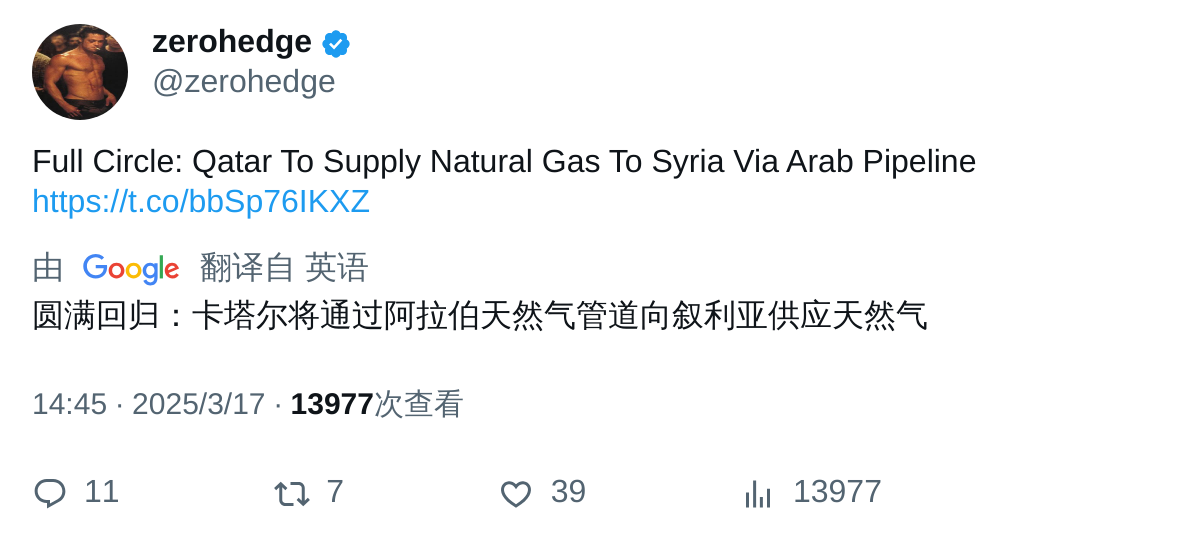 zerohedge
@zerohedge
Full Circle: Qatar To Supply Natural Gas To Syria Via Arab Pipeline
https://t.co/bbSp76IKXZ
由 Google 翻译自 英语
圆满回归：卡塔尔将通过阿拉伯天然气管道向叙利亚供应天然气
14:45 · 2025/3/17 · 13977次查看
11 7 39 13977